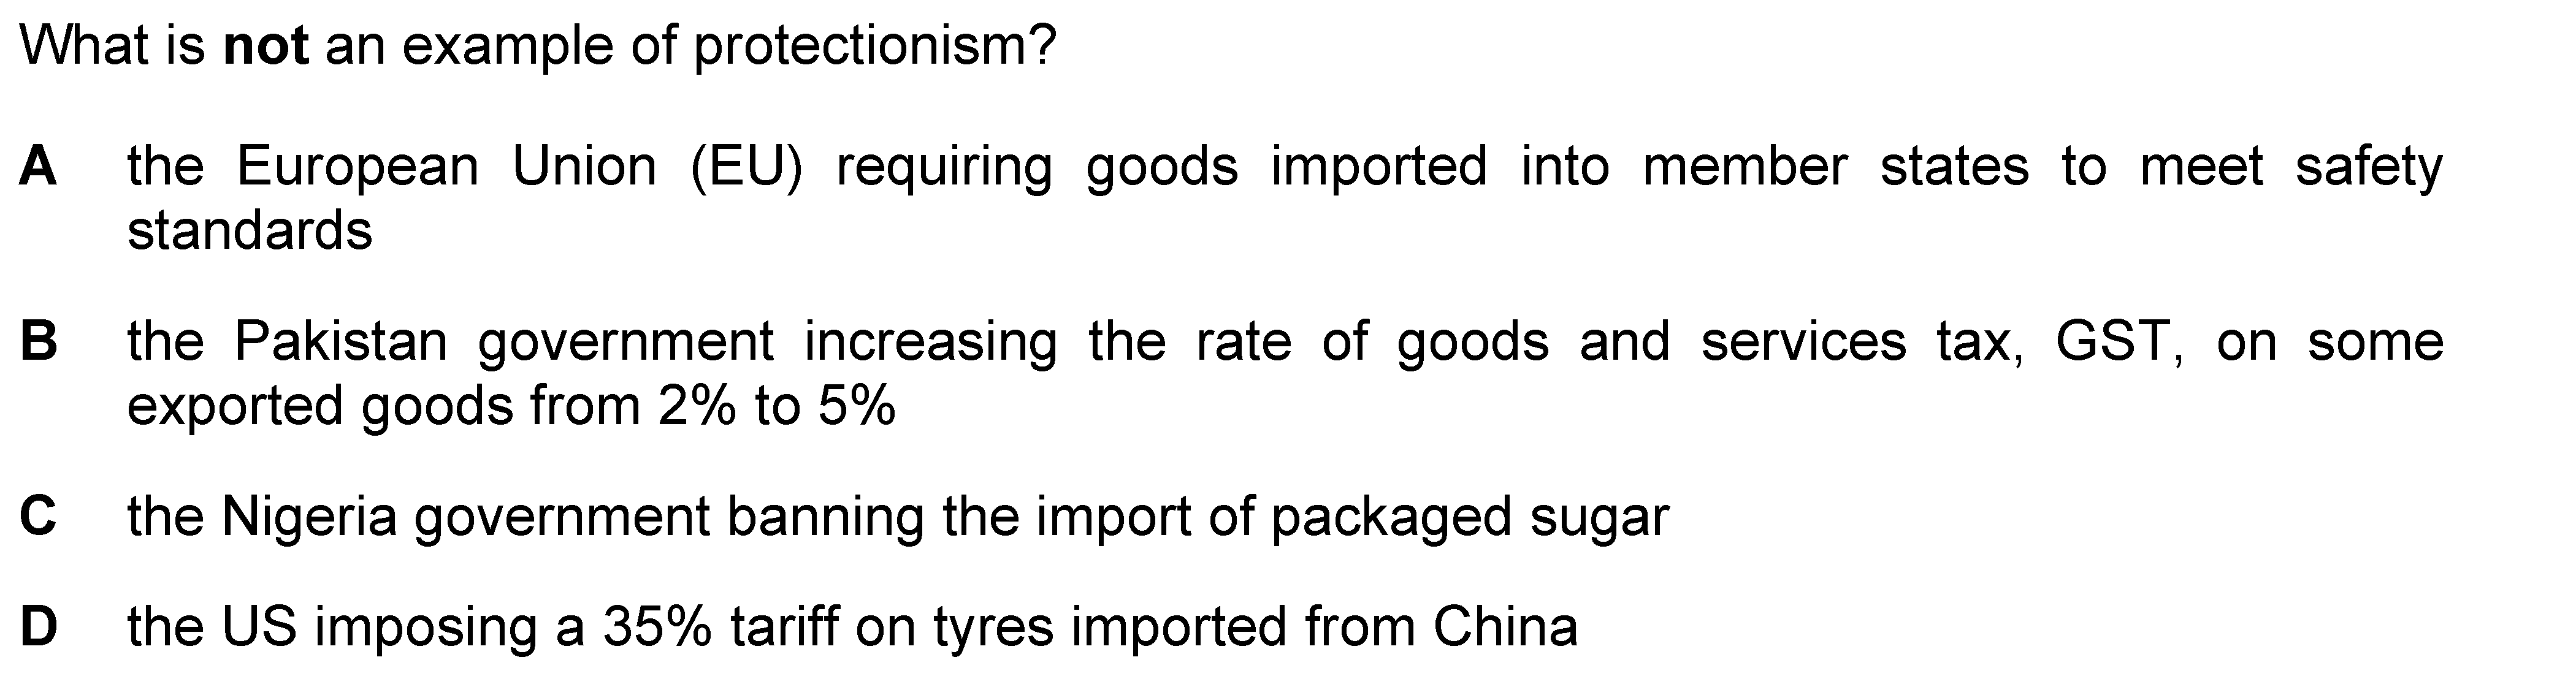 What is not an example of protectionism?
A the European Union (EU) requiring goods imported into member states to meet safety
standards
B the Pakistan government increasing the rate of goods and services tax, GST, on some
exported goods from 2% to 5%
C the Nigeria government banning the import of packaged sugar
D the US imposing a 35% tariff on tyres imported from China